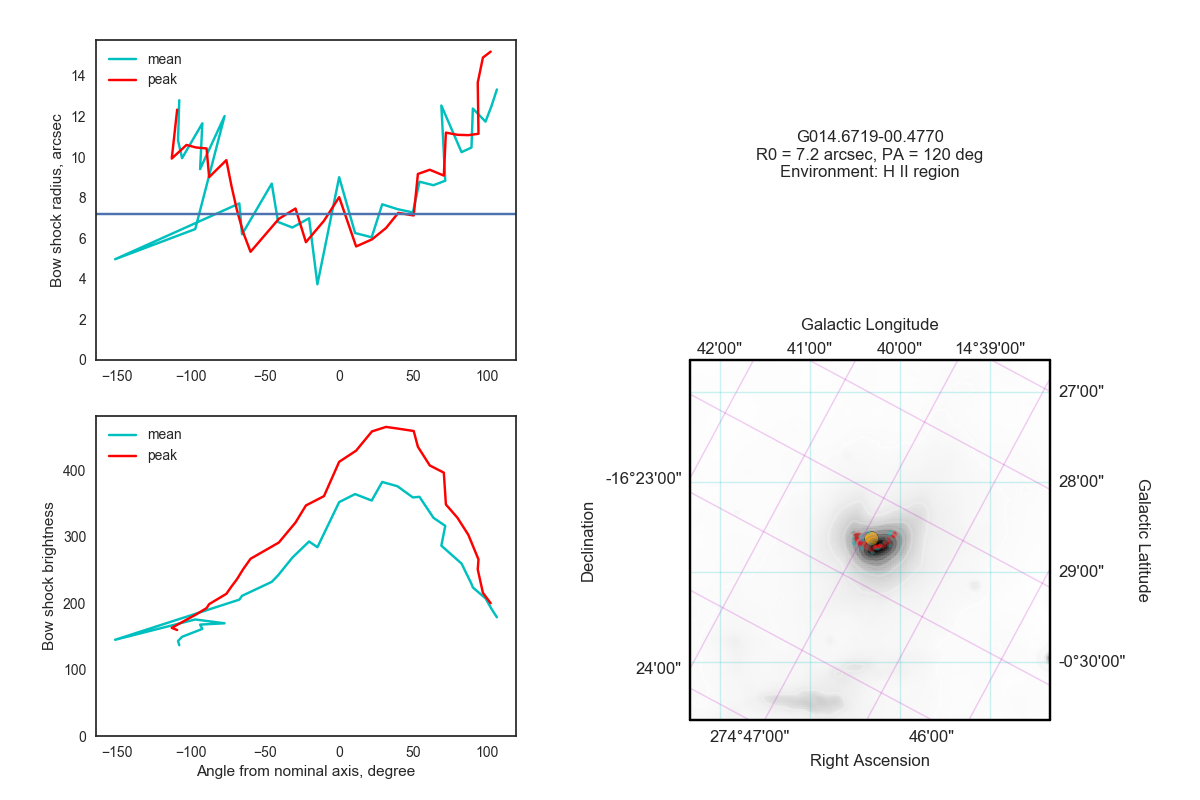 mean
peak
Bow shock radius, arcsec
14
12
10
8
6
4
2
0
−150
−100
−50
0
50
100
mean
peak
Bow shock brightness
400
300
200
100
0
−150
−100
−50
0
50
100
Angle from nominal axis, degree
G014.6719-00.4770
R0 = 7.2 arcsec, PA = 120 deg
Environment: H II region
Galactic Longitude
42'00"
41'00"
40'00"
14°39'00"
27'00"
28'00"
29'00"
-0°30'00"
Galactic Latitude
-16°23'00"
24'00"
Declination
274°47'00"
46'00"
Right Ascension